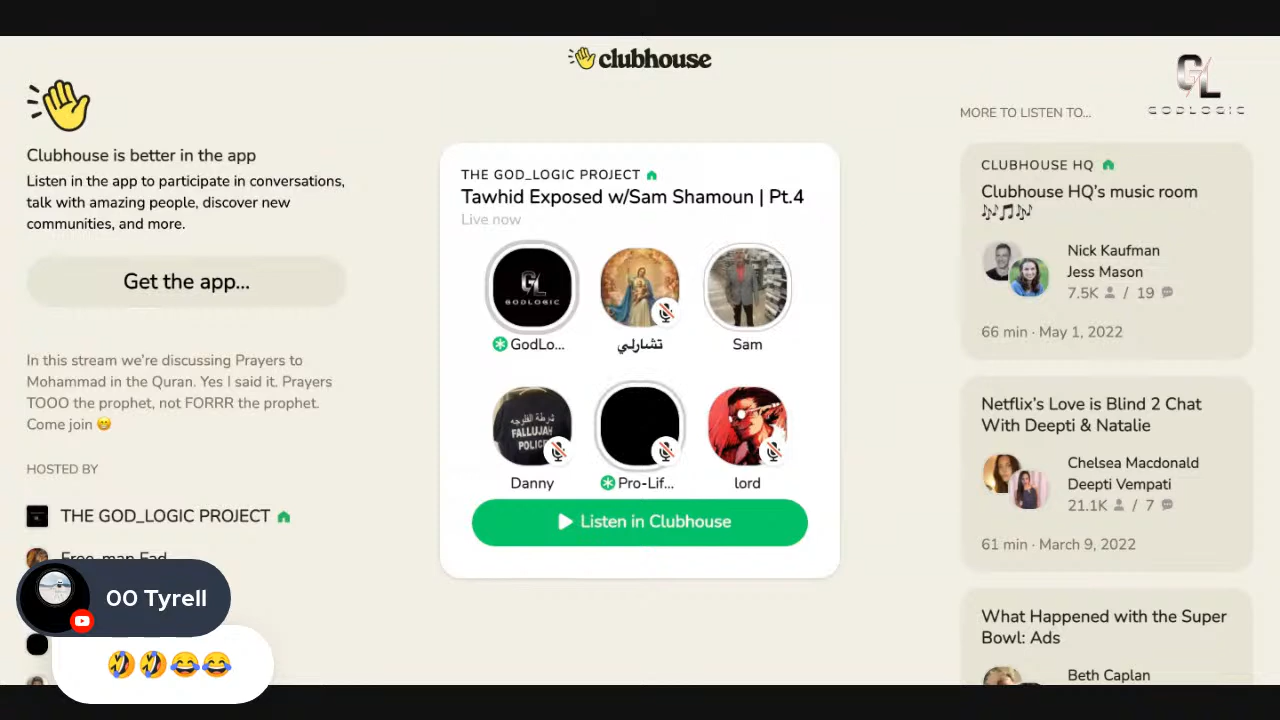 clubhouse
GL
GODLOGIC
Clubhouse is better in the app
Listen in the app to participate in conversations,
talk with amazing people, discover new
communities, and more.
Get the app...
In this stream we're discussing Prayers to
Mohammad in the Quran. Yes I said it. Prayers
TOOO the prophet, not FORRR the prophet.
Come join 🤭
HOSTED BY
THE GOD_LOGIC PROJECT
Free-man Fad
00 Tyrell
🤣🤣😂😂
THE GOD_LOGIC PROJECT
Tawhid Exposed w/Sam Shamoun | Pt.4
Live now
GL
GODLOGIC
GodLo...
تشارلي
Sam
شرطة الفلوجه
FALLUJAH
POLICE
Danny
Pro-Lif...
lord
Listen in Clubhouse
MORE TO LISTEN TO...
CLUBHOUSE HQ
Clubhouse HQ's music room
🎶🎵🎶
Nick Kaufman
Jess Mason
7.5K / 19
66 min · May 1, 2022
Netflix's Love is Blind 2 Chat
With Deepti & Natalie
Chelsea Macdonald
Deepti Vempati
21.1K / 7
61 min · March 9, 2022
What Happened with the Super
Bowl: Ads
Beth Caplan